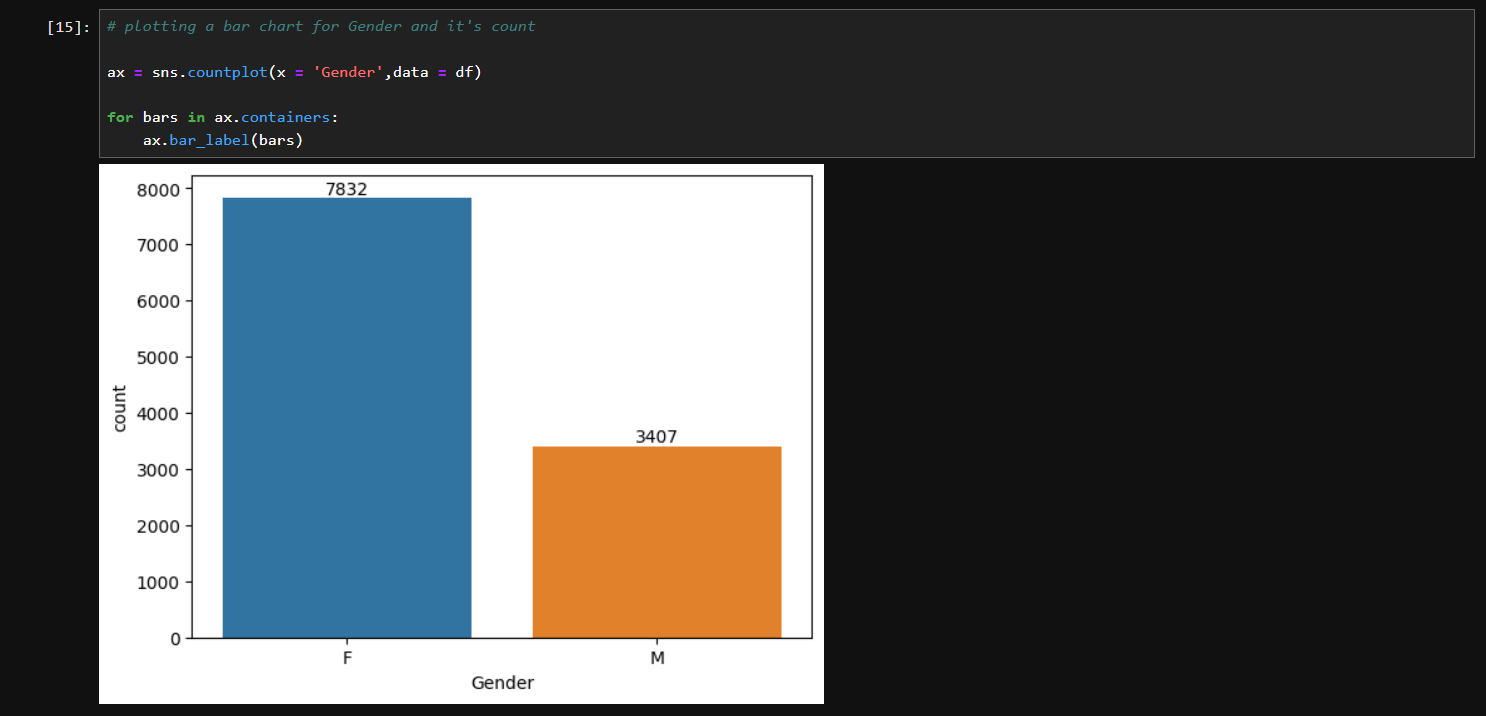 [15]: # plotting a bar chart for Gender and it's count
ax = sns.countplot(x = 'Gender',data = df)
for bars in ax.containers:
    ax.bar_label(bars)
8000
7832
7000
6000
5000
4000
3407
3000
2000
1000
0
count
F
M
Gender